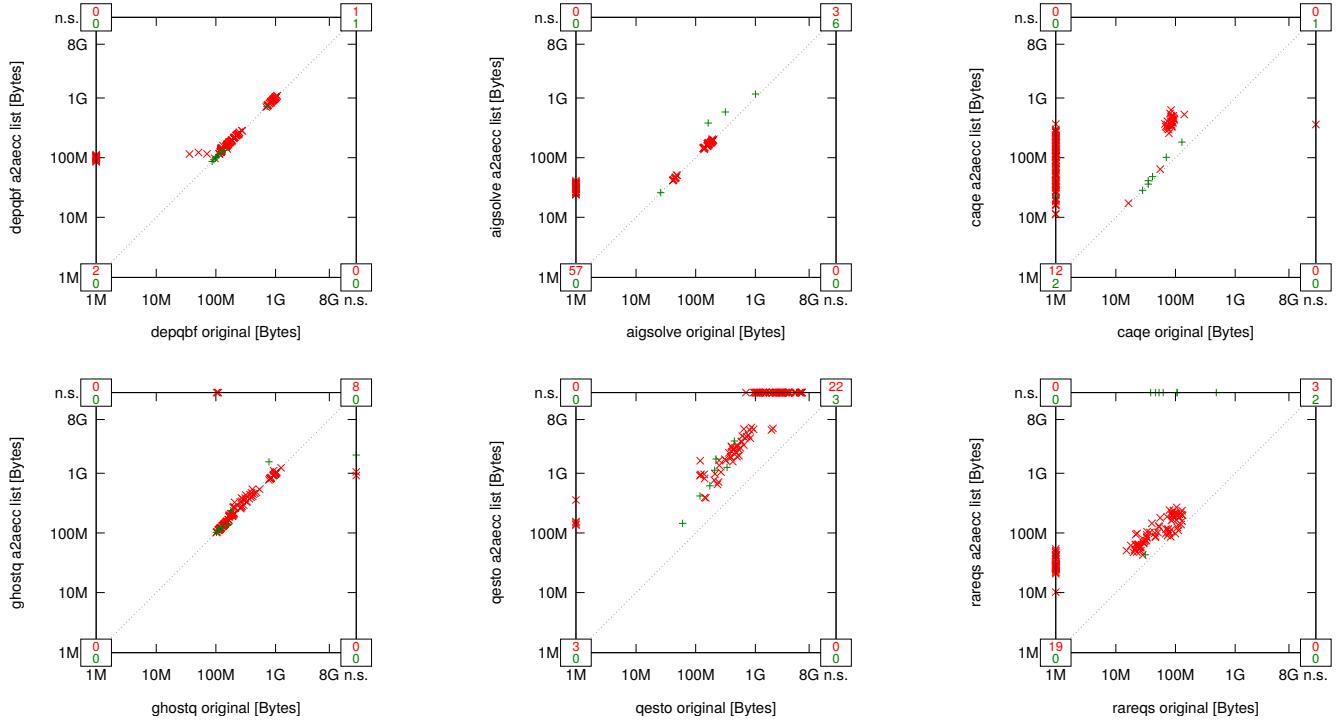 n.s. 0 0 1 1
8G
1G
100M
10M
1M 2 0 0 0
1M 10M 100M 1G 8G n.s.
depqbf a2aecc list [Bytes]
depqbf original [Bytes]
n.s. 0 0 3 6
8G
1G
100M
10M
1M 57 0 0 0
1M 10M 100M 1G 8G n.s.
aigsolve a2aecc list [Bytes]
aigsolve original [Bytes]
n.s. 0 0 0 1
8G
1G
100M
10M
1M 12 2 0 0
1M 10M 100M 1G 8G n.s.
caqe a2aecc list [Bytes]
caqe original [Bytes]
n.s. 0 0 8 0
8G
1G
100M
10M
1M 0 0 0 0
1M 10M 100M 1G 8G n.s.
ghostq a2aecc list [Bytes]
ghostq original [Bytes]
n.s. 0 0 22 3
8G
1G
100M
10M
1M 3 0 0 0
1M 10M 100M 1G 8G n.s.
qesto a2aecc list [Bytes]
qesto original [Bytes]
n.s. 0 0 3 2
8G
1G
100M
10M
1M 19 0 0 0
1M 10M 100M 1G 8G n.s.
rareqs a2aecc list [Bytes]
rareqs original [Bytes]